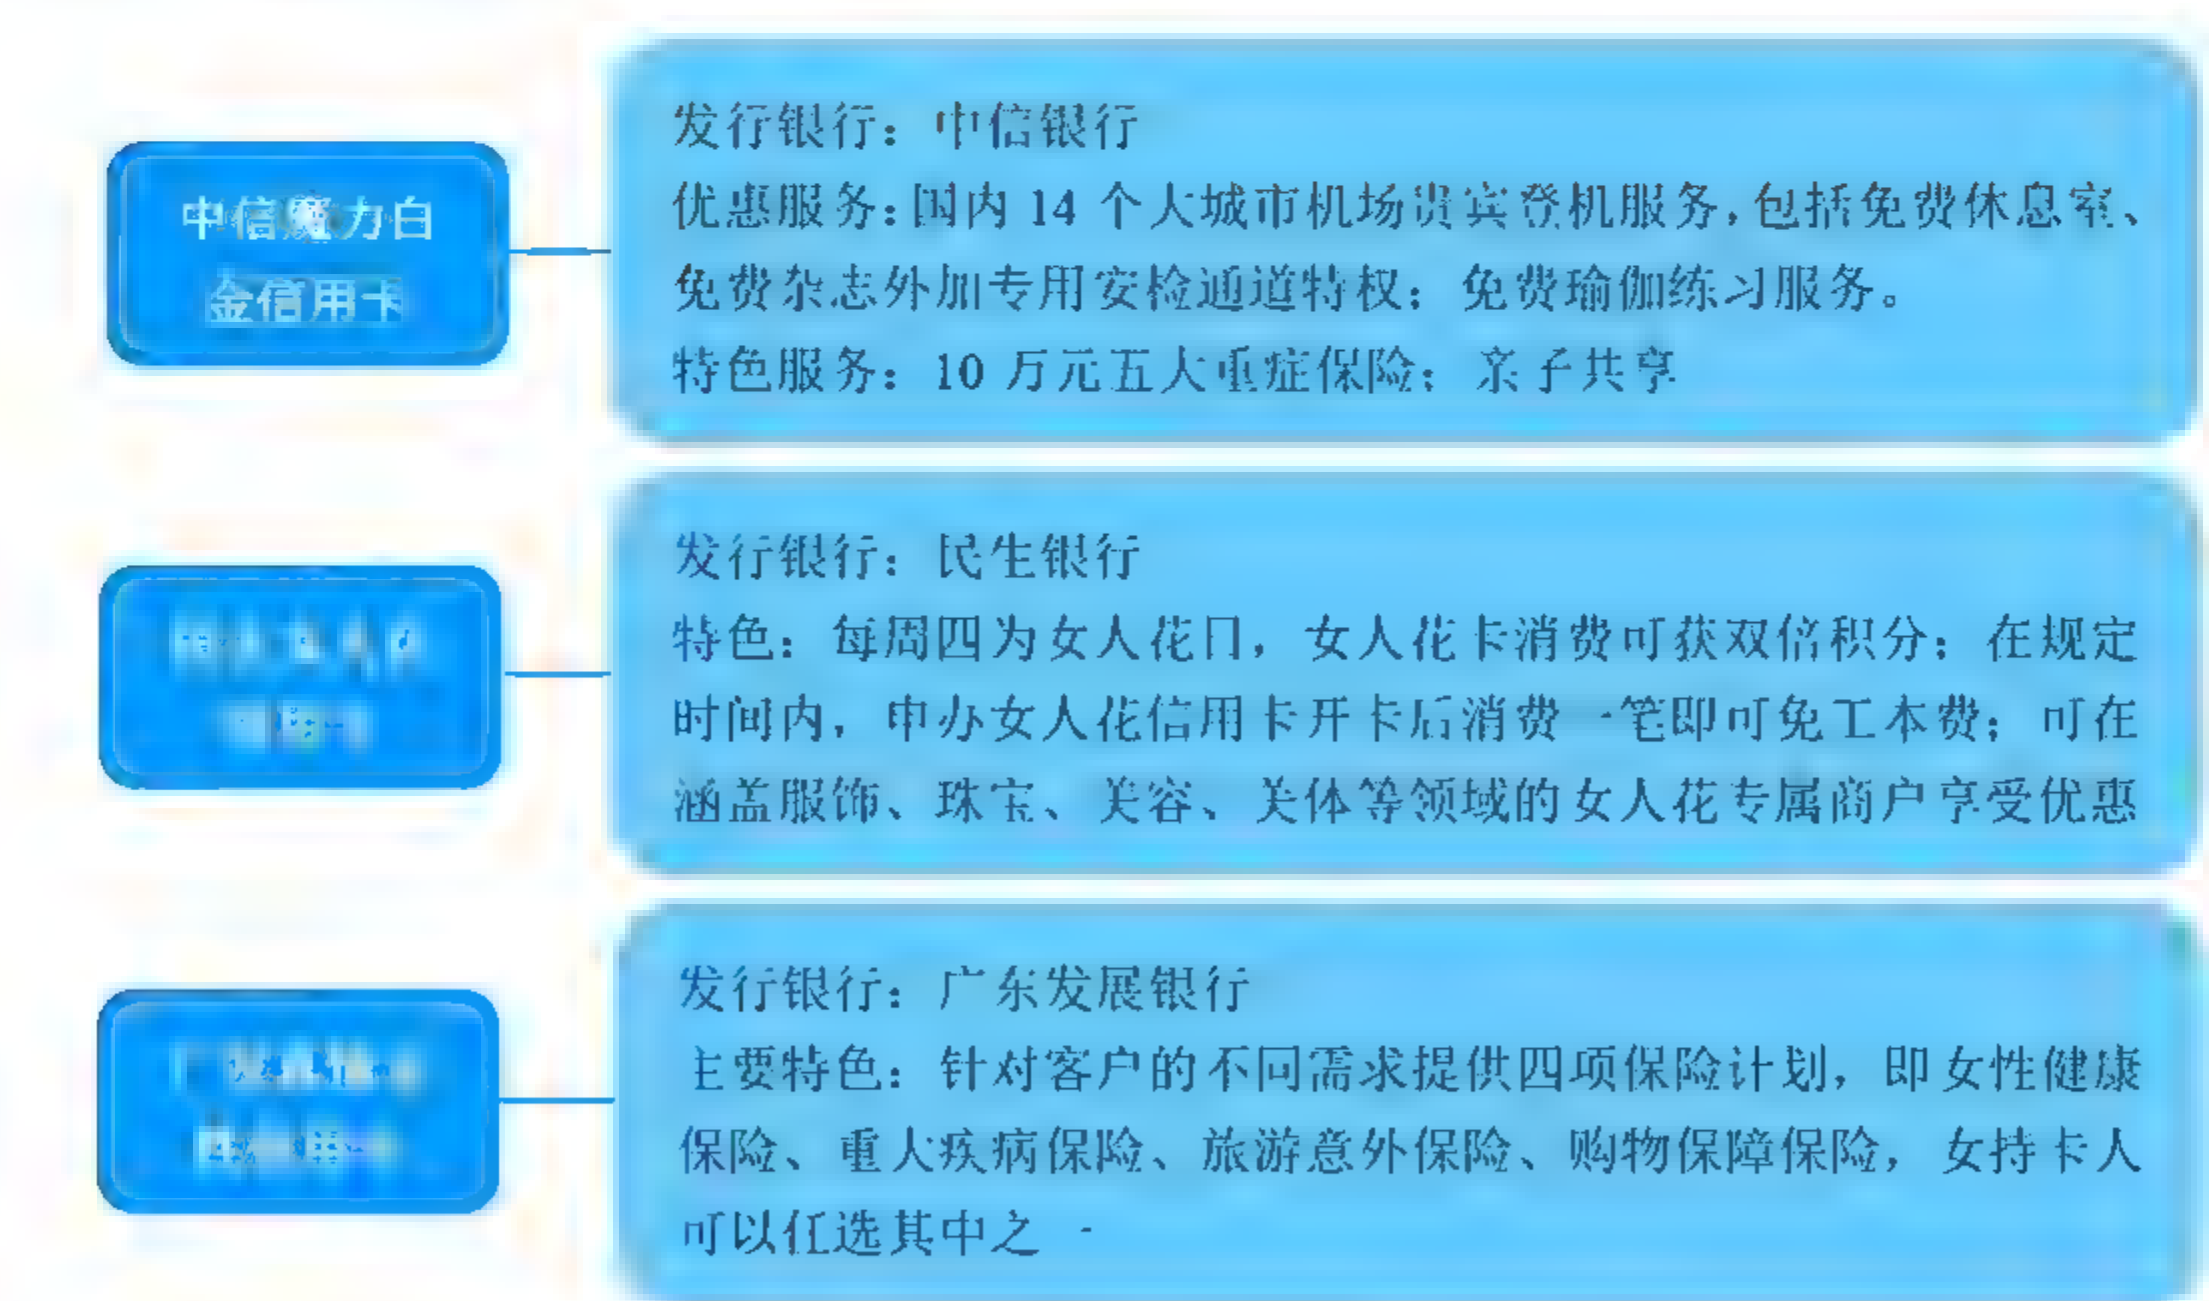 中信魔力白
金信用卡
发行银行：中信银行
优惠服务：国内 14 个大城市机场贵宾登机服务，包括免费休息室、
免费杂志外加专用安检通道特权；免费瑜伽练习服务。
特色服务：10 万元五大重症保险；亲子共享
发行银行：民生银行
特色：每周四为女人花日，女人花卡消费可获双倍积分；在规定
时间内，申办女人花信用卡开卡后消费一笔即可免工本费；可在
涵盖服饰、珠宝、美容、美体等领域的女人花专属商户享受优惠
发行银行：广东发展银行
主要特色：针对客户的不同需求提供四项保险计划，即女性健康
保险、重大疾病保险、旅游意外保险、购物保障保险，女持卡人
可以任选其中之一